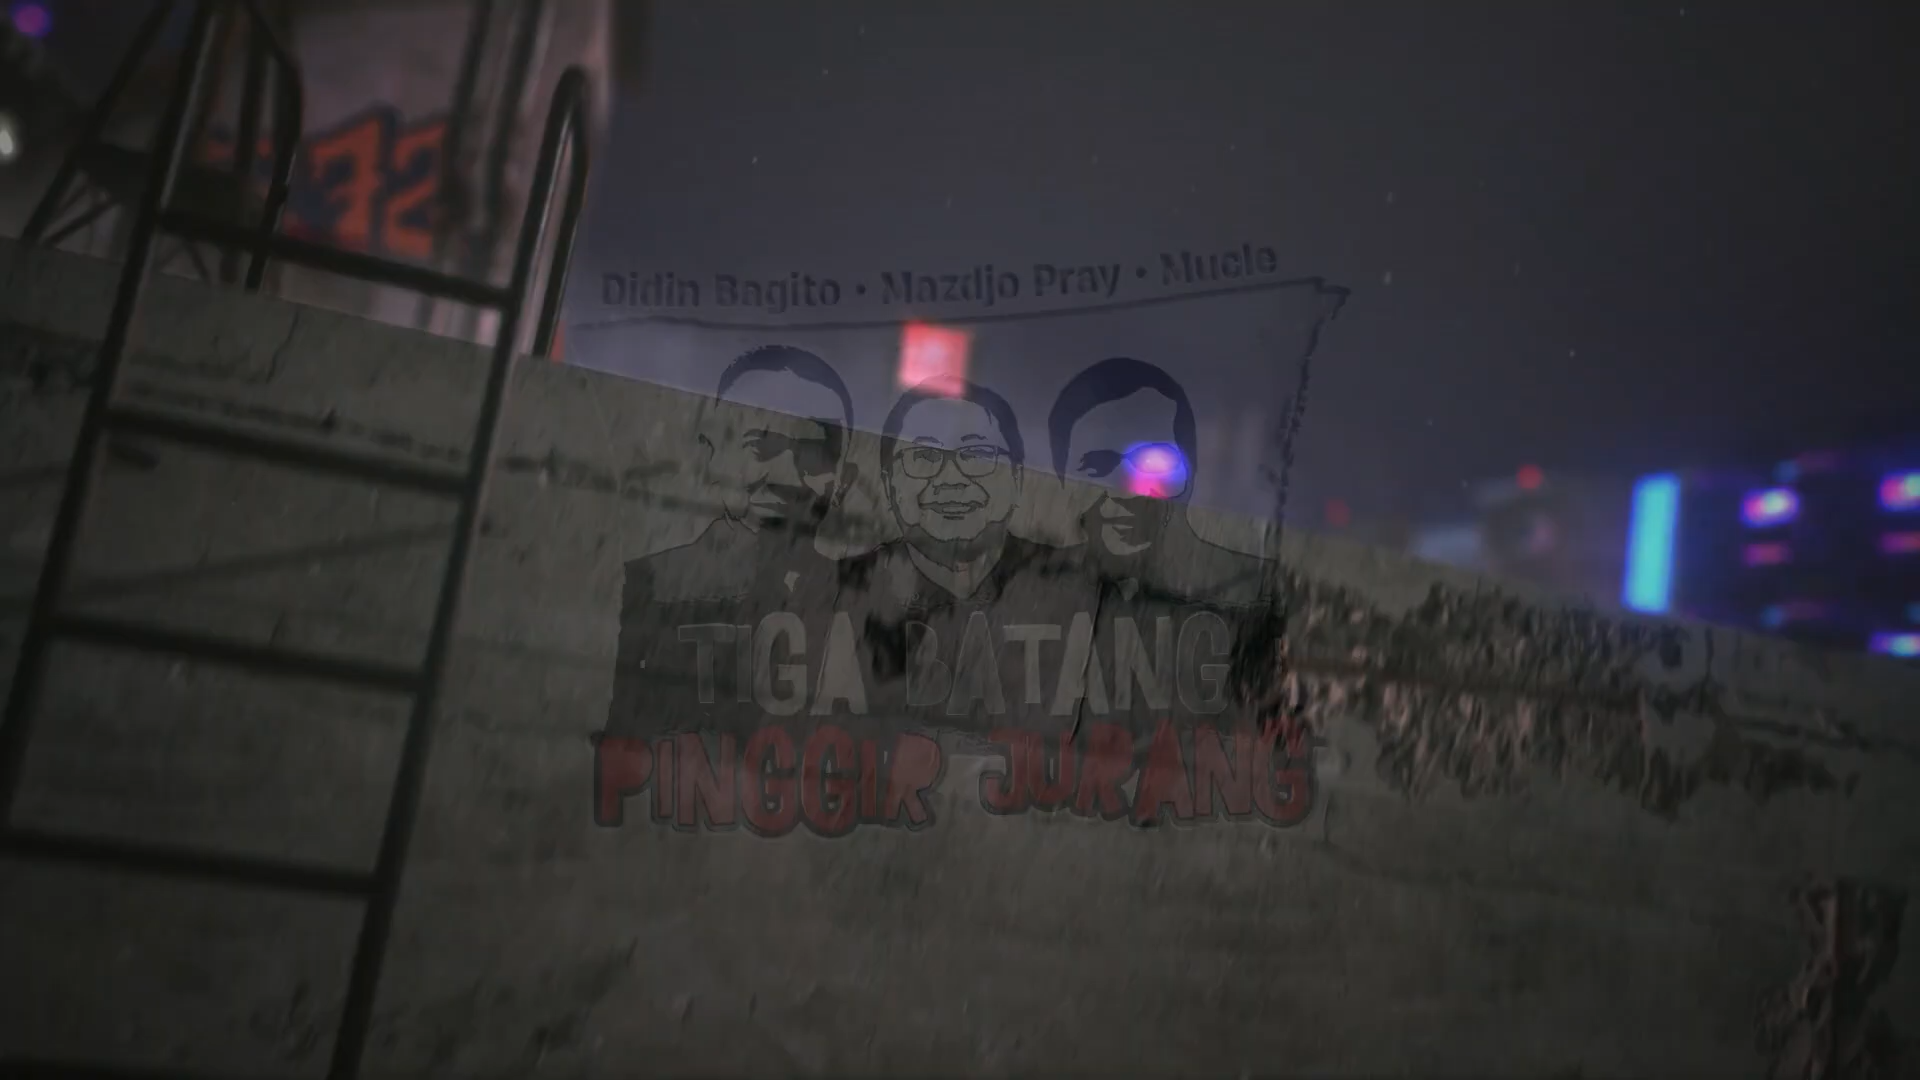 Didin Bagito • Mazdjo Pray • Mucle
TIGA BATANG
PINGGIR JURANG